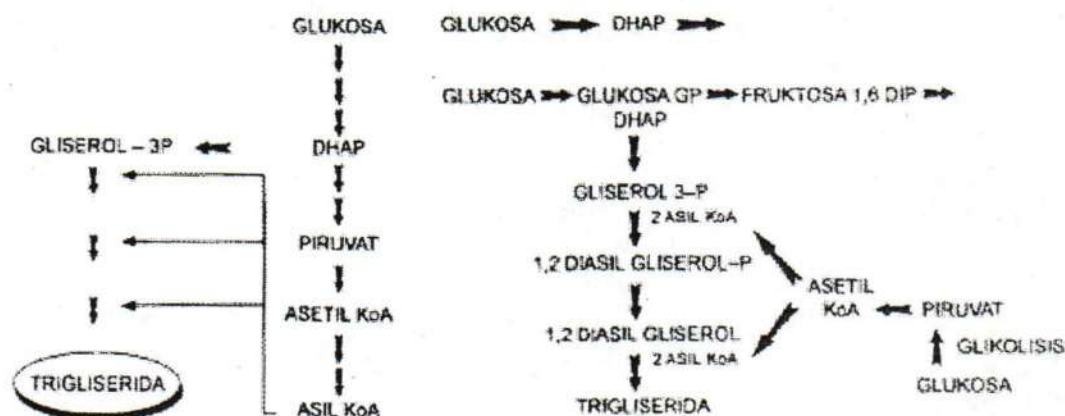 GLUKOSA
DHAP
GLISEROL – 3P
PIRUVAT
ASETIL KoA
ASIL KoA
TRIGLISERIDA
GLUKOSA DHAP
GLUKOSA GLUKOSA GP FRUKTOSA 1,6 DIP
DHAP
GLISEROL 3–P
2 ASIL KoA
1,2 DIASIL GLISEROL–P
1,2 DIASIL GLISEROL
2 ASIL KoA
TRIGLISERIDA
ASETIL
KoA
PIRUVAT
GLIKOLISIS
GLUKOSA